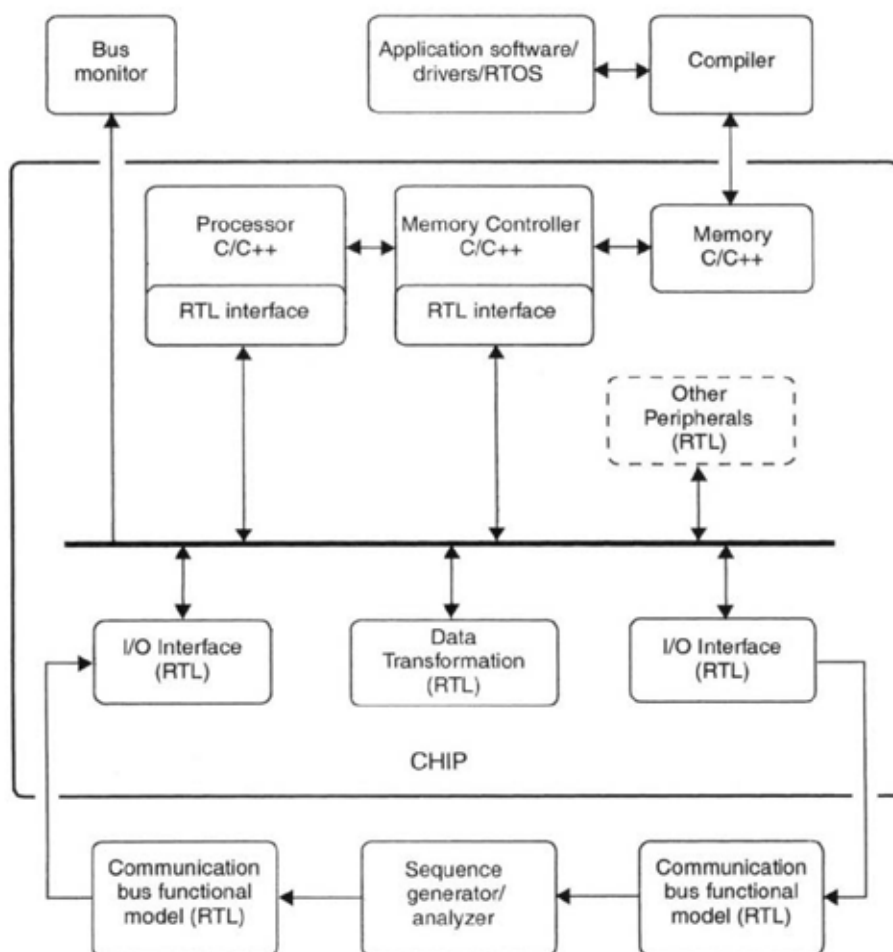 Bus
monitor
Application software/
drivers/RTOS
Compiler
Processor
C/C++
RTL interface
Memory Controller
C/C++
RTL interface
Memory
C/C++
Other
Peripherals
(RTL)
I/O Interface
(RTL)
Data
Transformation
(RTL)
I/O Interface
(RTL)
CHIP
Communication
bus functional
model (RTL)
Sequence
generator/
analyzer
Communication
bus functional
model (RTL)